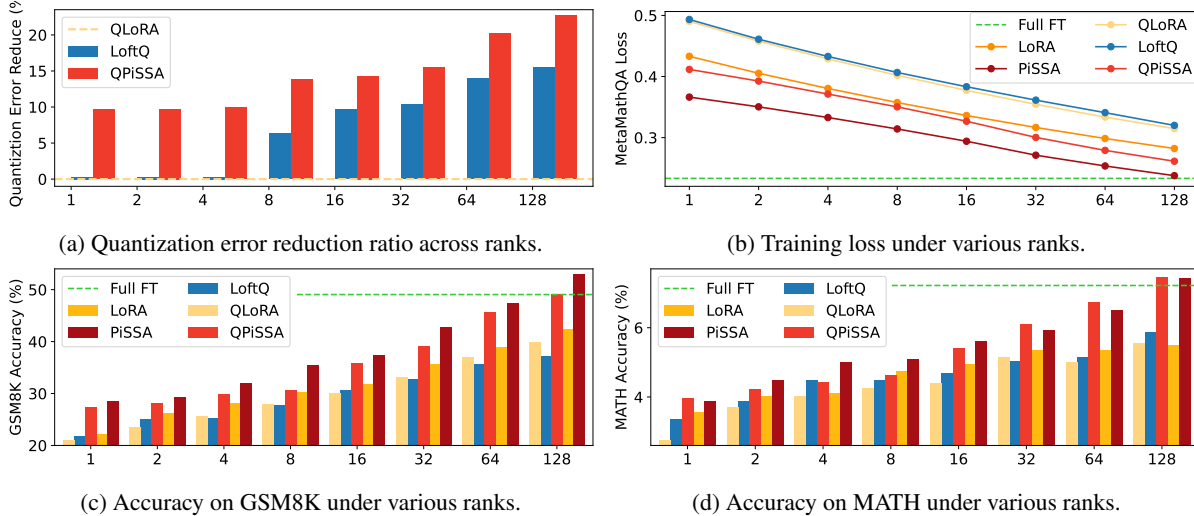 Quantiztion Error Reduce (%)
20
15
10
5
0
QLoRA
LoftQ
QPiSSA
1 2 4 8 16 32 64 128
(a) Quantization error reduction ratio across ranks.
MetaMathQA Loss
0.5
0.4
0.3
Full FT
LoRA
PiSSA
QLoRA
LoftQ
QPiSSA
1 2 4 8 16 32 64 128
(b) Training loss under various ranks.
GSM8K Accuracy (%)
50
40
30
20
Full FT
LoRA
PiSSA
LoftQ
QLoRA
QPiSSA
1 2 4 8 16 32 64 128
(c) Accuracy on GSM8K under various ranks.
MATH Accuracy (%)
6
4
Full FT
LoRA
PiSSA
LoftQ
QLoRA
QPiSSA
1 2 4 8 16 32 64 128
(d) Accuracy on MATH under various ranks.